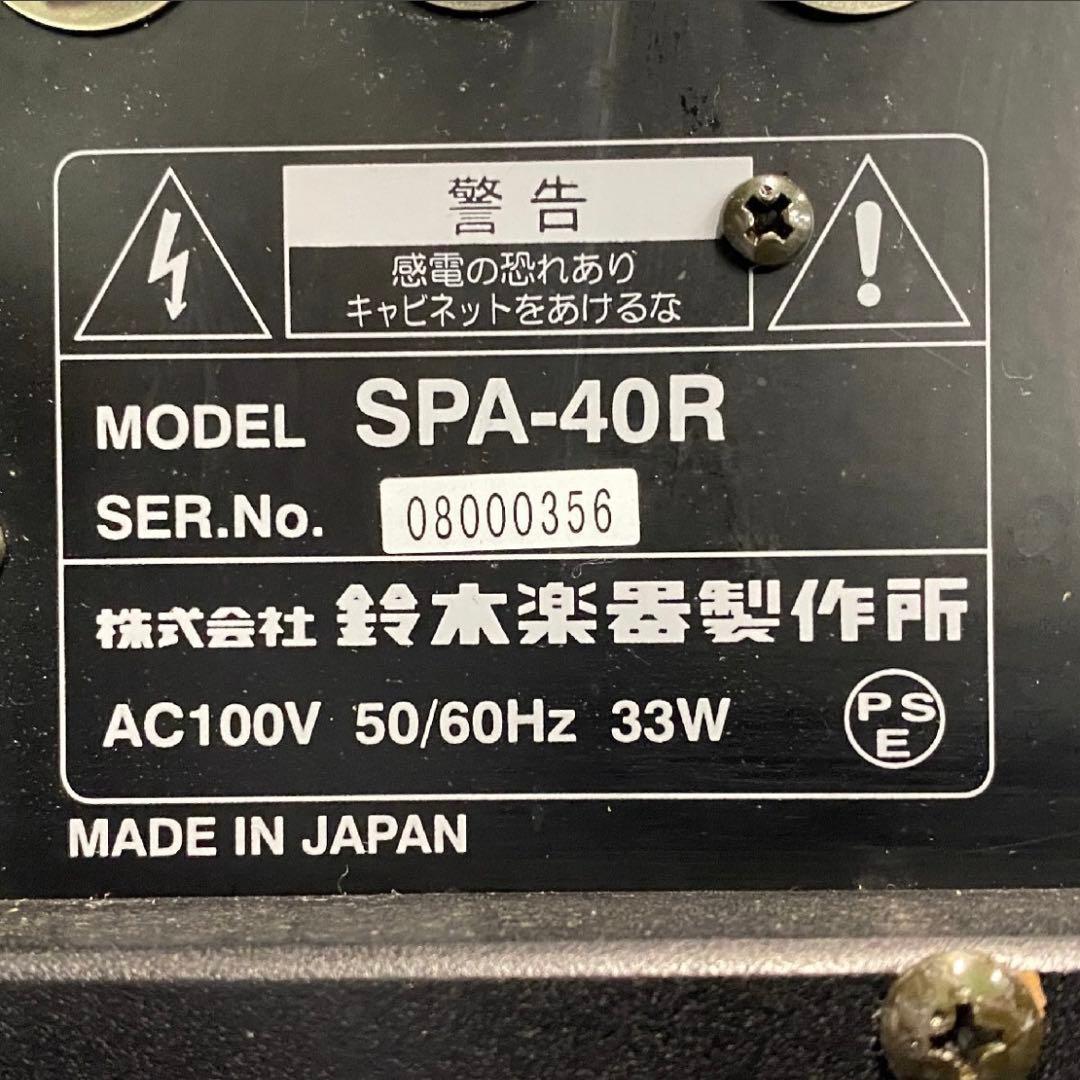 警告
感電の恐れあり
キャビネットをあけるな
MODEL SPA-40R
SER.No. 08000356
株式会社 鈴木楽器製作所
AC100V 50/60Hz 33W
PSE
MADE IN JAPAN